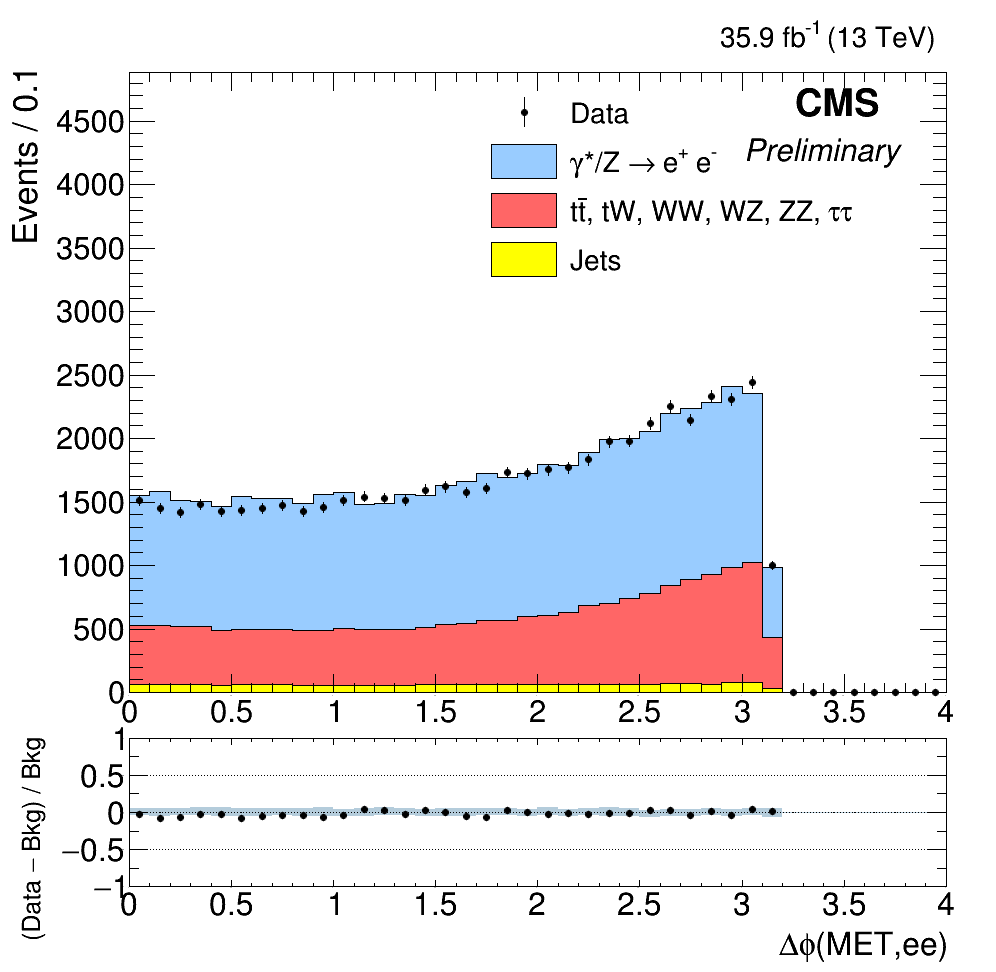 35.9 fb⁻¹ (13 TeV)
Events / 0.1
CMS
Preliminary
Data
γ*/Z → e⁺ e⁻
tt̄, tW, WW, WZ, ZZ, ττ
Jets
4500
4000
3500
3000
2500
2000
1500
1000
500
0
0 0.5 1 1.5 2 2.5 3 3.5 4
(Data − Bkg) / Bkg
1
0.5
0
−0.5
−1
0 0.5 1 1.5 2 2.5 3 3.5 4
Δϕ(MET,ee)